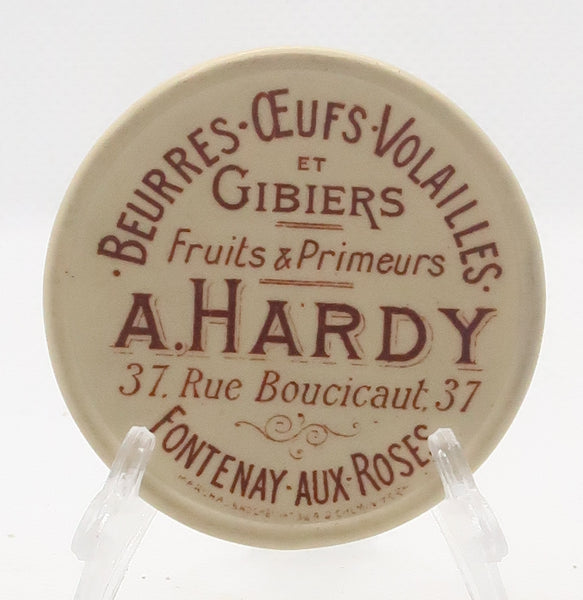 BEURRES·ŒUFS·VOLAILLES·
ET
GIBIERS
Fruits & Primeurs
A. HARDY
37, Rue Boucicaut, 37
FONTENAY-AUX-ROSES